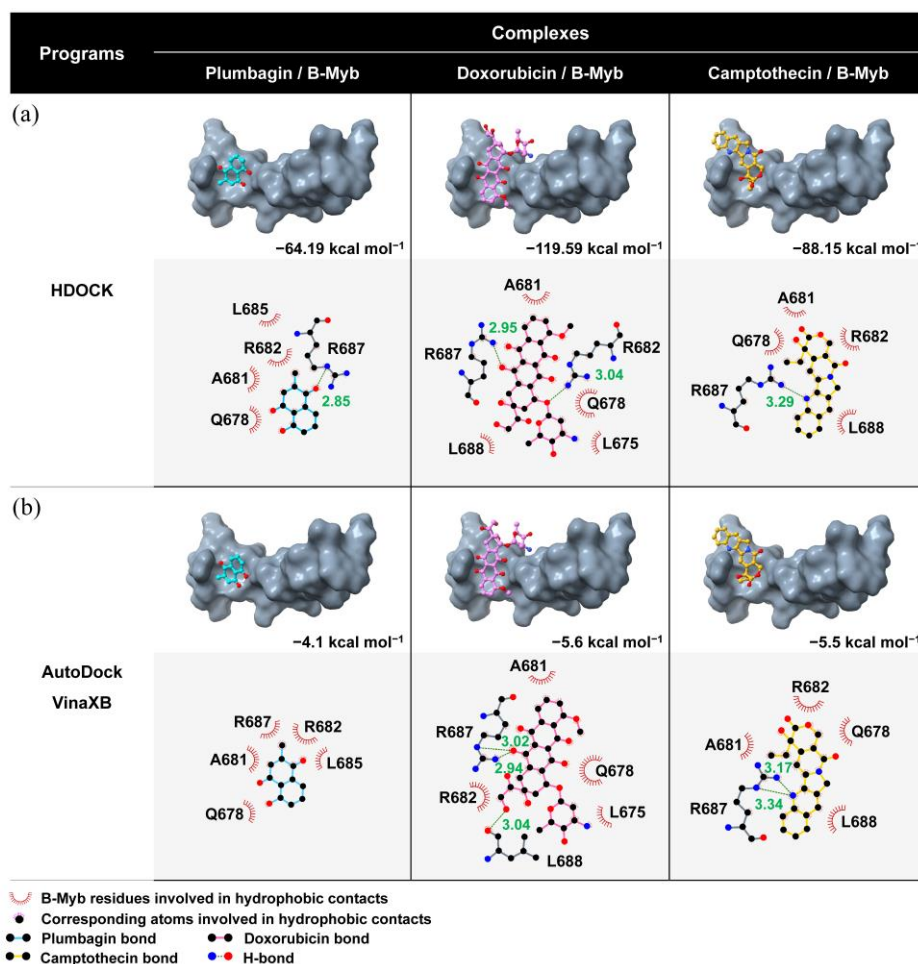 Programs
Complexes
Plumbagin / B-Myb
Doxorubicin / B-Myb
Camptothecin / B-Myb
(a)
HDOCK
−64.19 kcal mol⁻¹
−119.59 kcal mol⁻¹
−88.15 kcal mol⁻¹
L685
R682
R687
A681
2.85
Q678
A681
2.95
R687
R682
3.04
Q678
L688
L675
A681
Q678
R682
R687
3.29
L688
(b)
AutoDock
VinaXB
−4.1 kcal mol⁻¹
−5.6 kcal mol⁻¹
−5.5 kcal mol⁻¹
R687
R682
A681
L685
Q678
A681
R687
3.02
2.94
Q678
R682
L675
3.04
L688
R682
Q678
A681
3.17
R687
3.34
L688
B-Myb residues involved in hydrophobic contacts
Corresponding atoms involved in hydrophobic contacts
Plumbagin bond
Doxorubicin bond
Camptothecin bond
H-bond